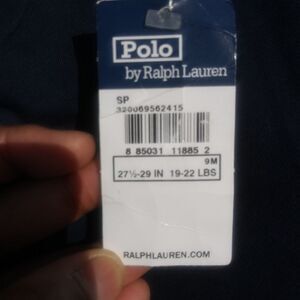 Polo
by Ralph Lauren
SP
320069562415
8 85031 11885 2
9M
27½-29 IN 19-22 LBS
RALPHLAUREN.COM